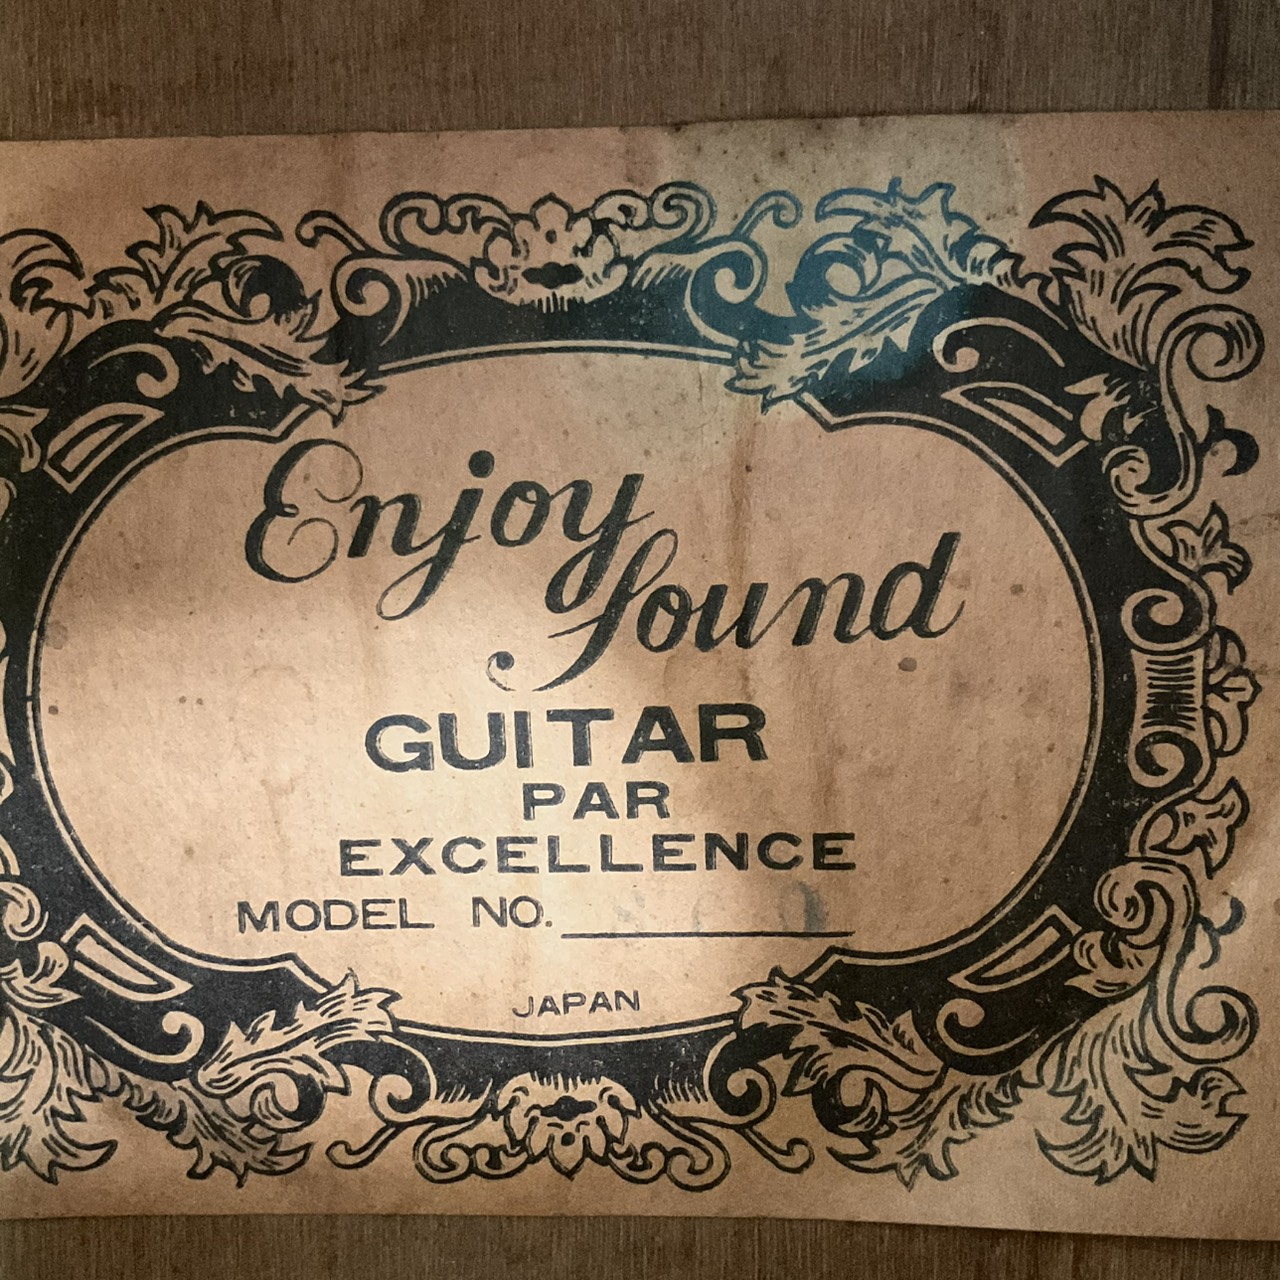 Enjoy
Sound
GUITAR
PAR
EXCELLENCE
MODEL NO.
JAPAN